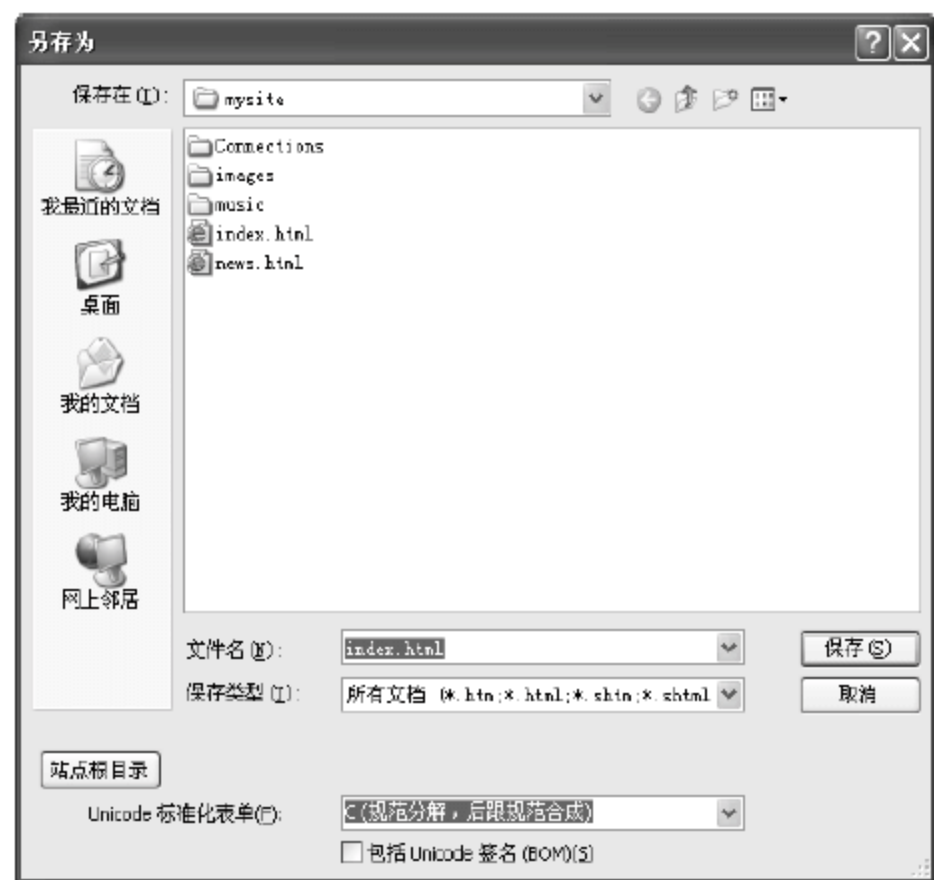 另存为
保存在(I):
mysite
Connections
images
music
index.html
news.html
我最近的文档
桌面
我的文档
我的电脑
网上邻居
文件名(N):
index.html
保存(S)
保存类型(T):
所有文档 (*.htm;*.html;*.shtm;*.shtml
取消
站点根目录
Unicode 标准化表单(F):
C (规范分解，后跟规范合成)
包括 Unicode 签名 (BOM)(S)